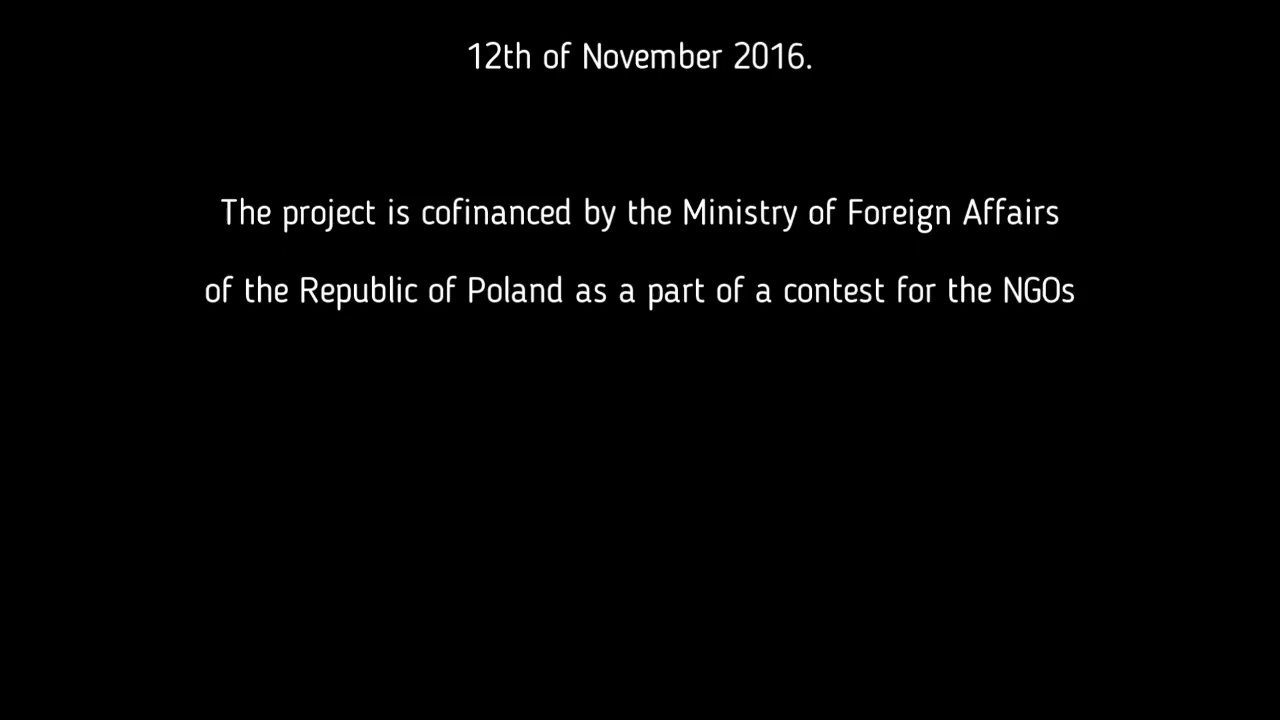 12th of November 2016.
The project is cofinanced by the Ministry of Foreign Affairs
of the Republic of Poland as a part of a contest for the NGOs